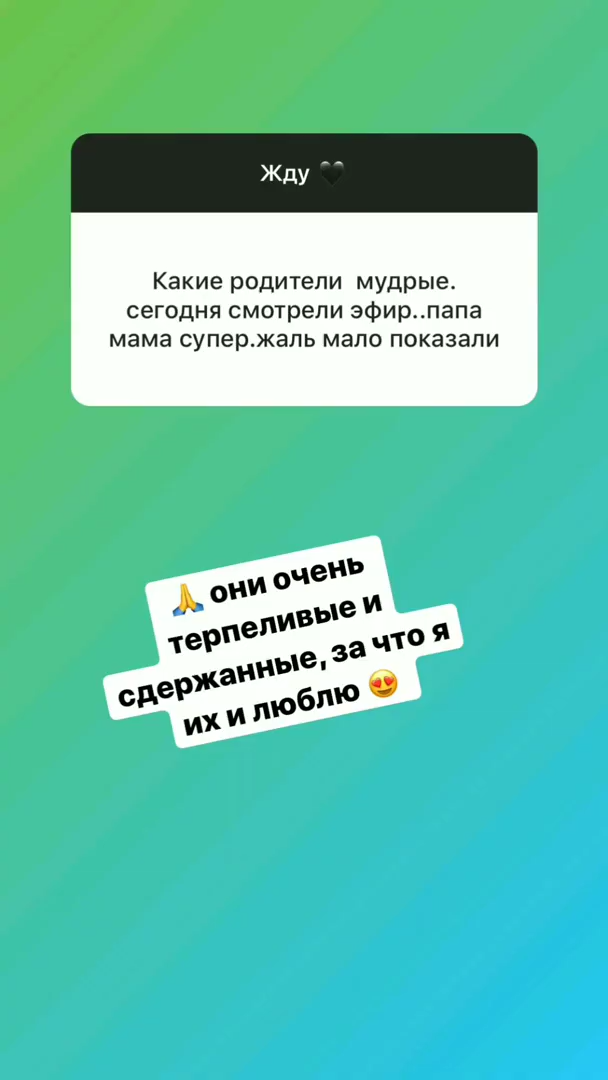 Жду 🖤
Какие родители  мудрые.
сегодня смотрели эфир..папа
мама супер.жаль мало показали
🙏 они очень
терпеливые и
сдержанные, за что я
их и люблю 😍